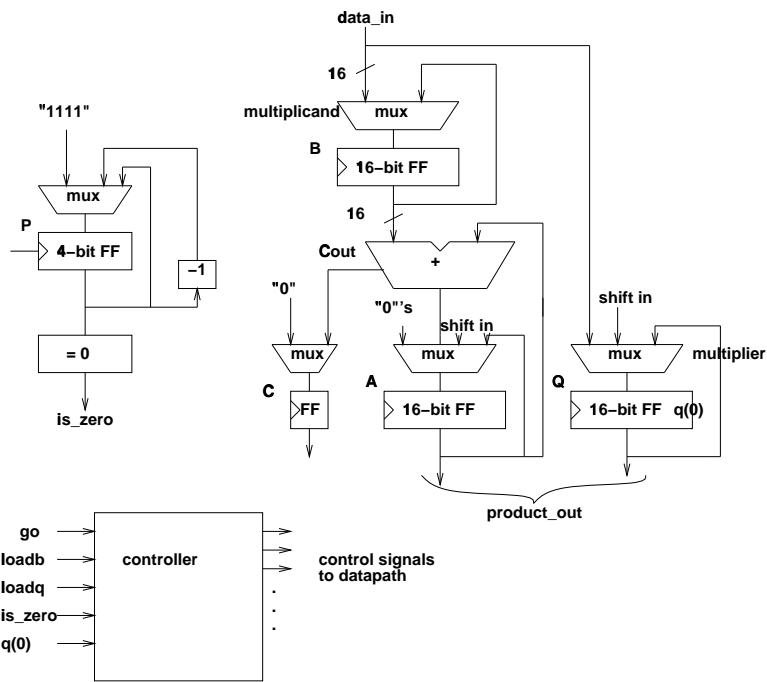 data_in
16
"1111"
multiplicand
mux
B
16-bit FF
mux
16
P
4-bit FF
Cout
+
-1
"0"
"0"'s
shift in
shift in
= 0
mux
mux
mux
multiplier
C
A
Q
FF
16-bit FF
16-bit FF
q(0)
is_zero
product_out
go
loadb
controller
control signals
to datapath
loadq
is_zero
q(0)